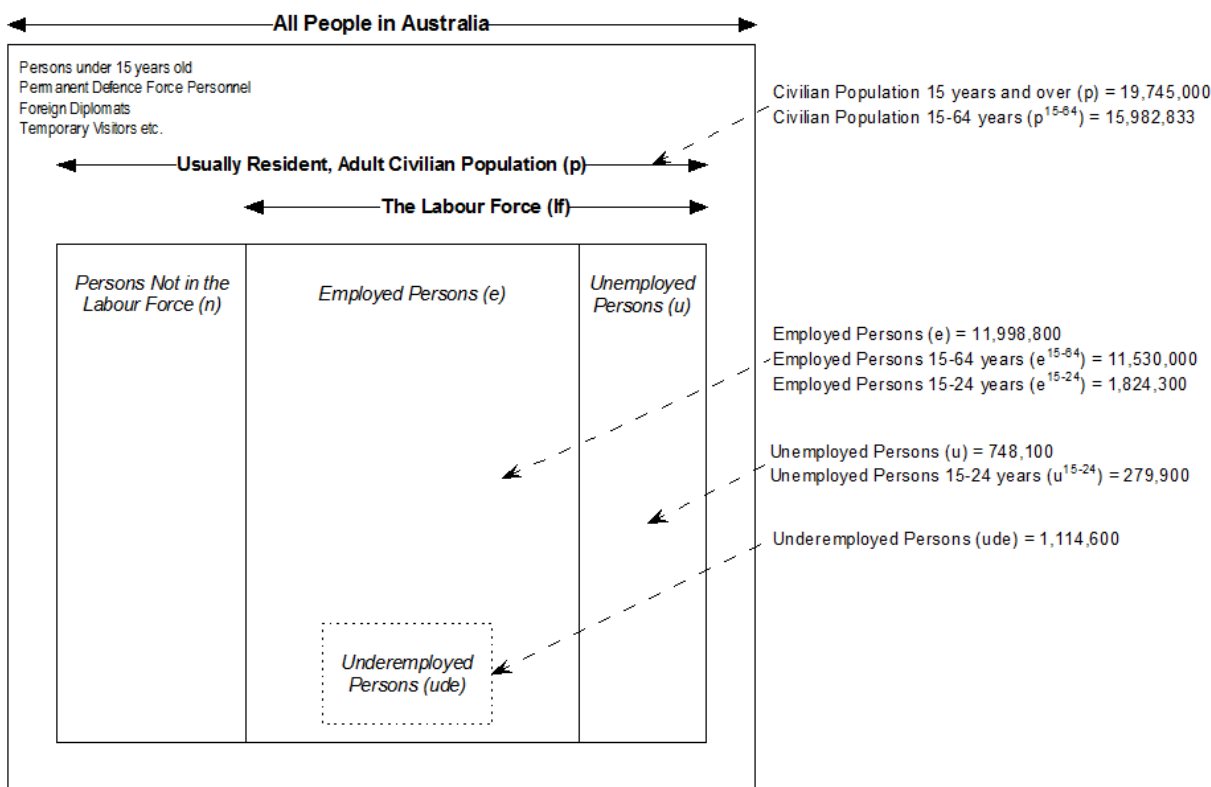 All People in Australia
Persons under 15 years old
Permanent Defence Force Personnel
Foreign Diplomats
Temporary Visitors etc.
Civilian Population 15 years and over (p) = 19,745,000
Civilian Population 15-64 years (p^15-64) = 15,982,833
Usually Resident, Adult Civilian Population (p)
The Labour Force (lf)
Persons Not in the
Labour Force (n)
Employed Persons (e)
Unemployed
Persons (u)
Employed Persons (e) = 11,998,800
Employed Persons 15-64 years (e^15-64) = 11,530,000
Employed Persons 15-24 years (e^15-24) = 1,824,300
Unemployed Persons (u) = 748,100
Unemployed Persons 15-24 years (u^15-24) = 279,900
Underemployed Persons (ude) = 1,114,600
Underemployed
Persons (ude)